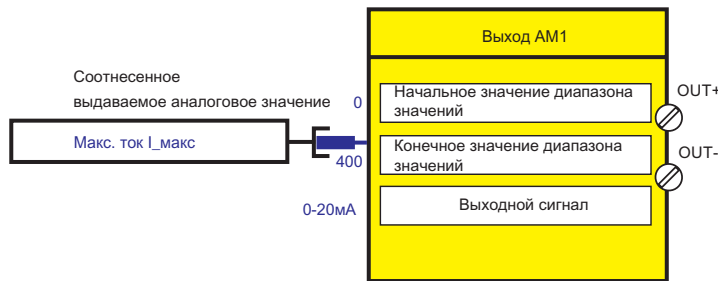 Выход AM1
Соотнесенное
выдаваемое аналоговое значение
0
Начальное значение диапазона
значений
OUT+
Макс. ток I_макс
400
Конечное значение диапазона
значений
OUT-
0-20мА
Выходной сигнал